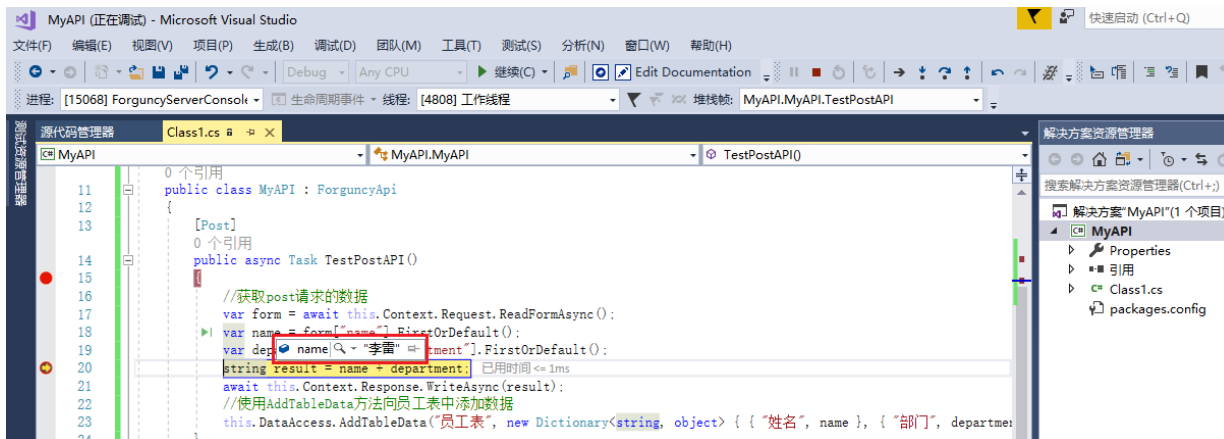 MyAPI (正在调试) - Microsoft Visual Studio
快速启动 (Ctrl+Q)
文件(F) 编辑(E) 视图(V) 项目(P) 生成(B) 调试(D) 团队(M) 工具(T) 测试(S) 分析(N) 窗口(W) 帮助(H)
Debug Any CPU 继续(C) Edit Documentation
进程: [15068] ForguncyServerConsole 生命周期事件 线程: [4808] 工作线程 堆栈帧: MyAPI.MyAPI.TestPostAPI
测试资源管理器
源代码管理器 Class1.cs
MyAPI MyAPI.MyAPI TestPostAPI()
0 个引用
11 public class MyAPI : ForguncyApi
12 {
13 [Post]
0 个引用
14 public async Task TestPostAPI()
15 {
16 //获取post请求的数据
17 var form = await this.Context.Request.ReadFormAsync();
18 var name = form["name"].FirstOrDefault();
19 var dep tment"].FirstOrDefault();
name "李雷"
20 string result = name + department; 已用时间 <= 1ms
21 await this.Context.Response.WriteAsync(result);
22 //使用AddTableData方法向员工表中添加数据
23 this.DataAccess.AddTableData("员工表", new Dictionary<string, object> { { "姓名", name }, { "部门", departme
24 }
解决方案资源管理器
搜索解决方案资源管理器(Ctrl+;)
解决方案"MyAPI"(1 个项目)
MyAPI
Properties
引用
Class1.cs
packages.config